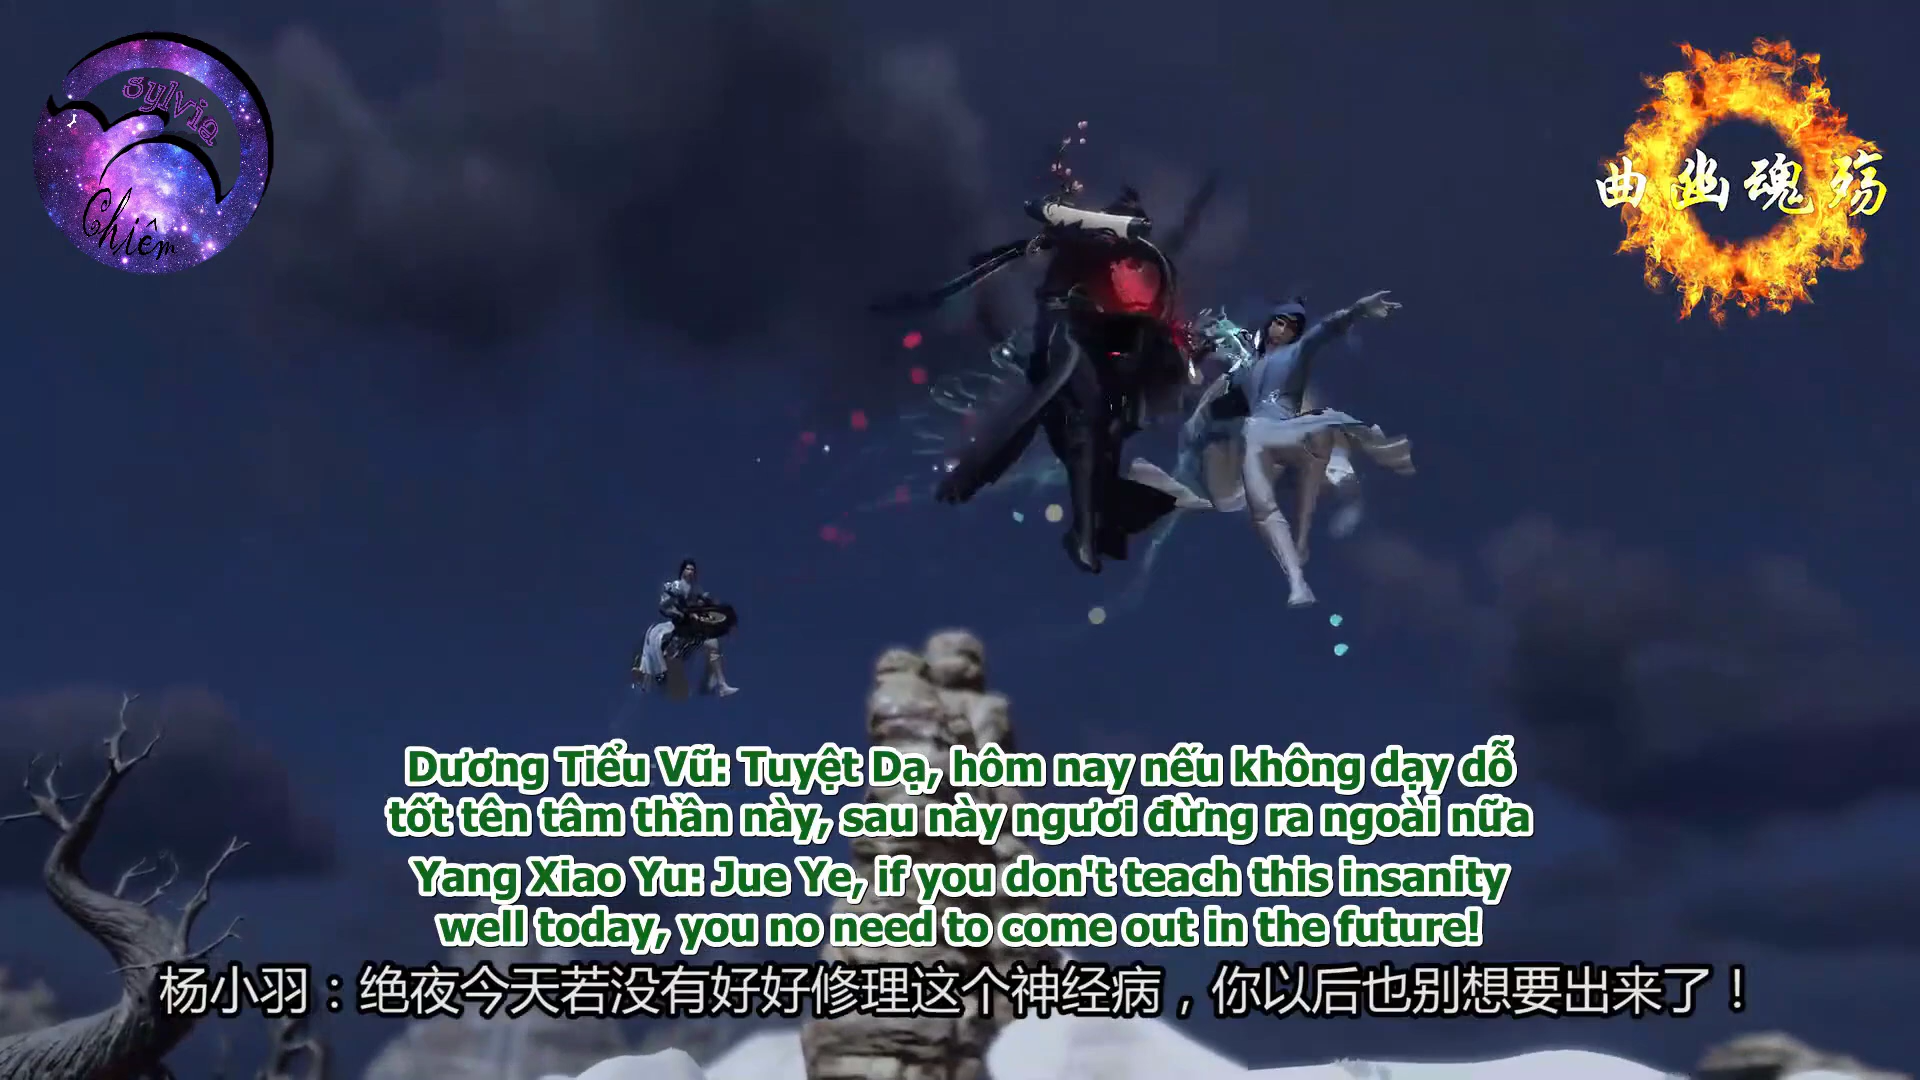 sylvia
Chiêm
曲幽魂殇
Dương Tiểu Vũ: Tuyệt Dạ, hôm nay nếu không dạy dỗ
tốt tên tâm thần này, sau này ngươi đừng ra ngoài nữa
Yang Xiao Yu: Jue Ye, if you don't teach this insanity
well today, you no need to come out in the future!
杨小羽：绝夜今天若没有好好修理这个神经病，你以后也别想要出来了！